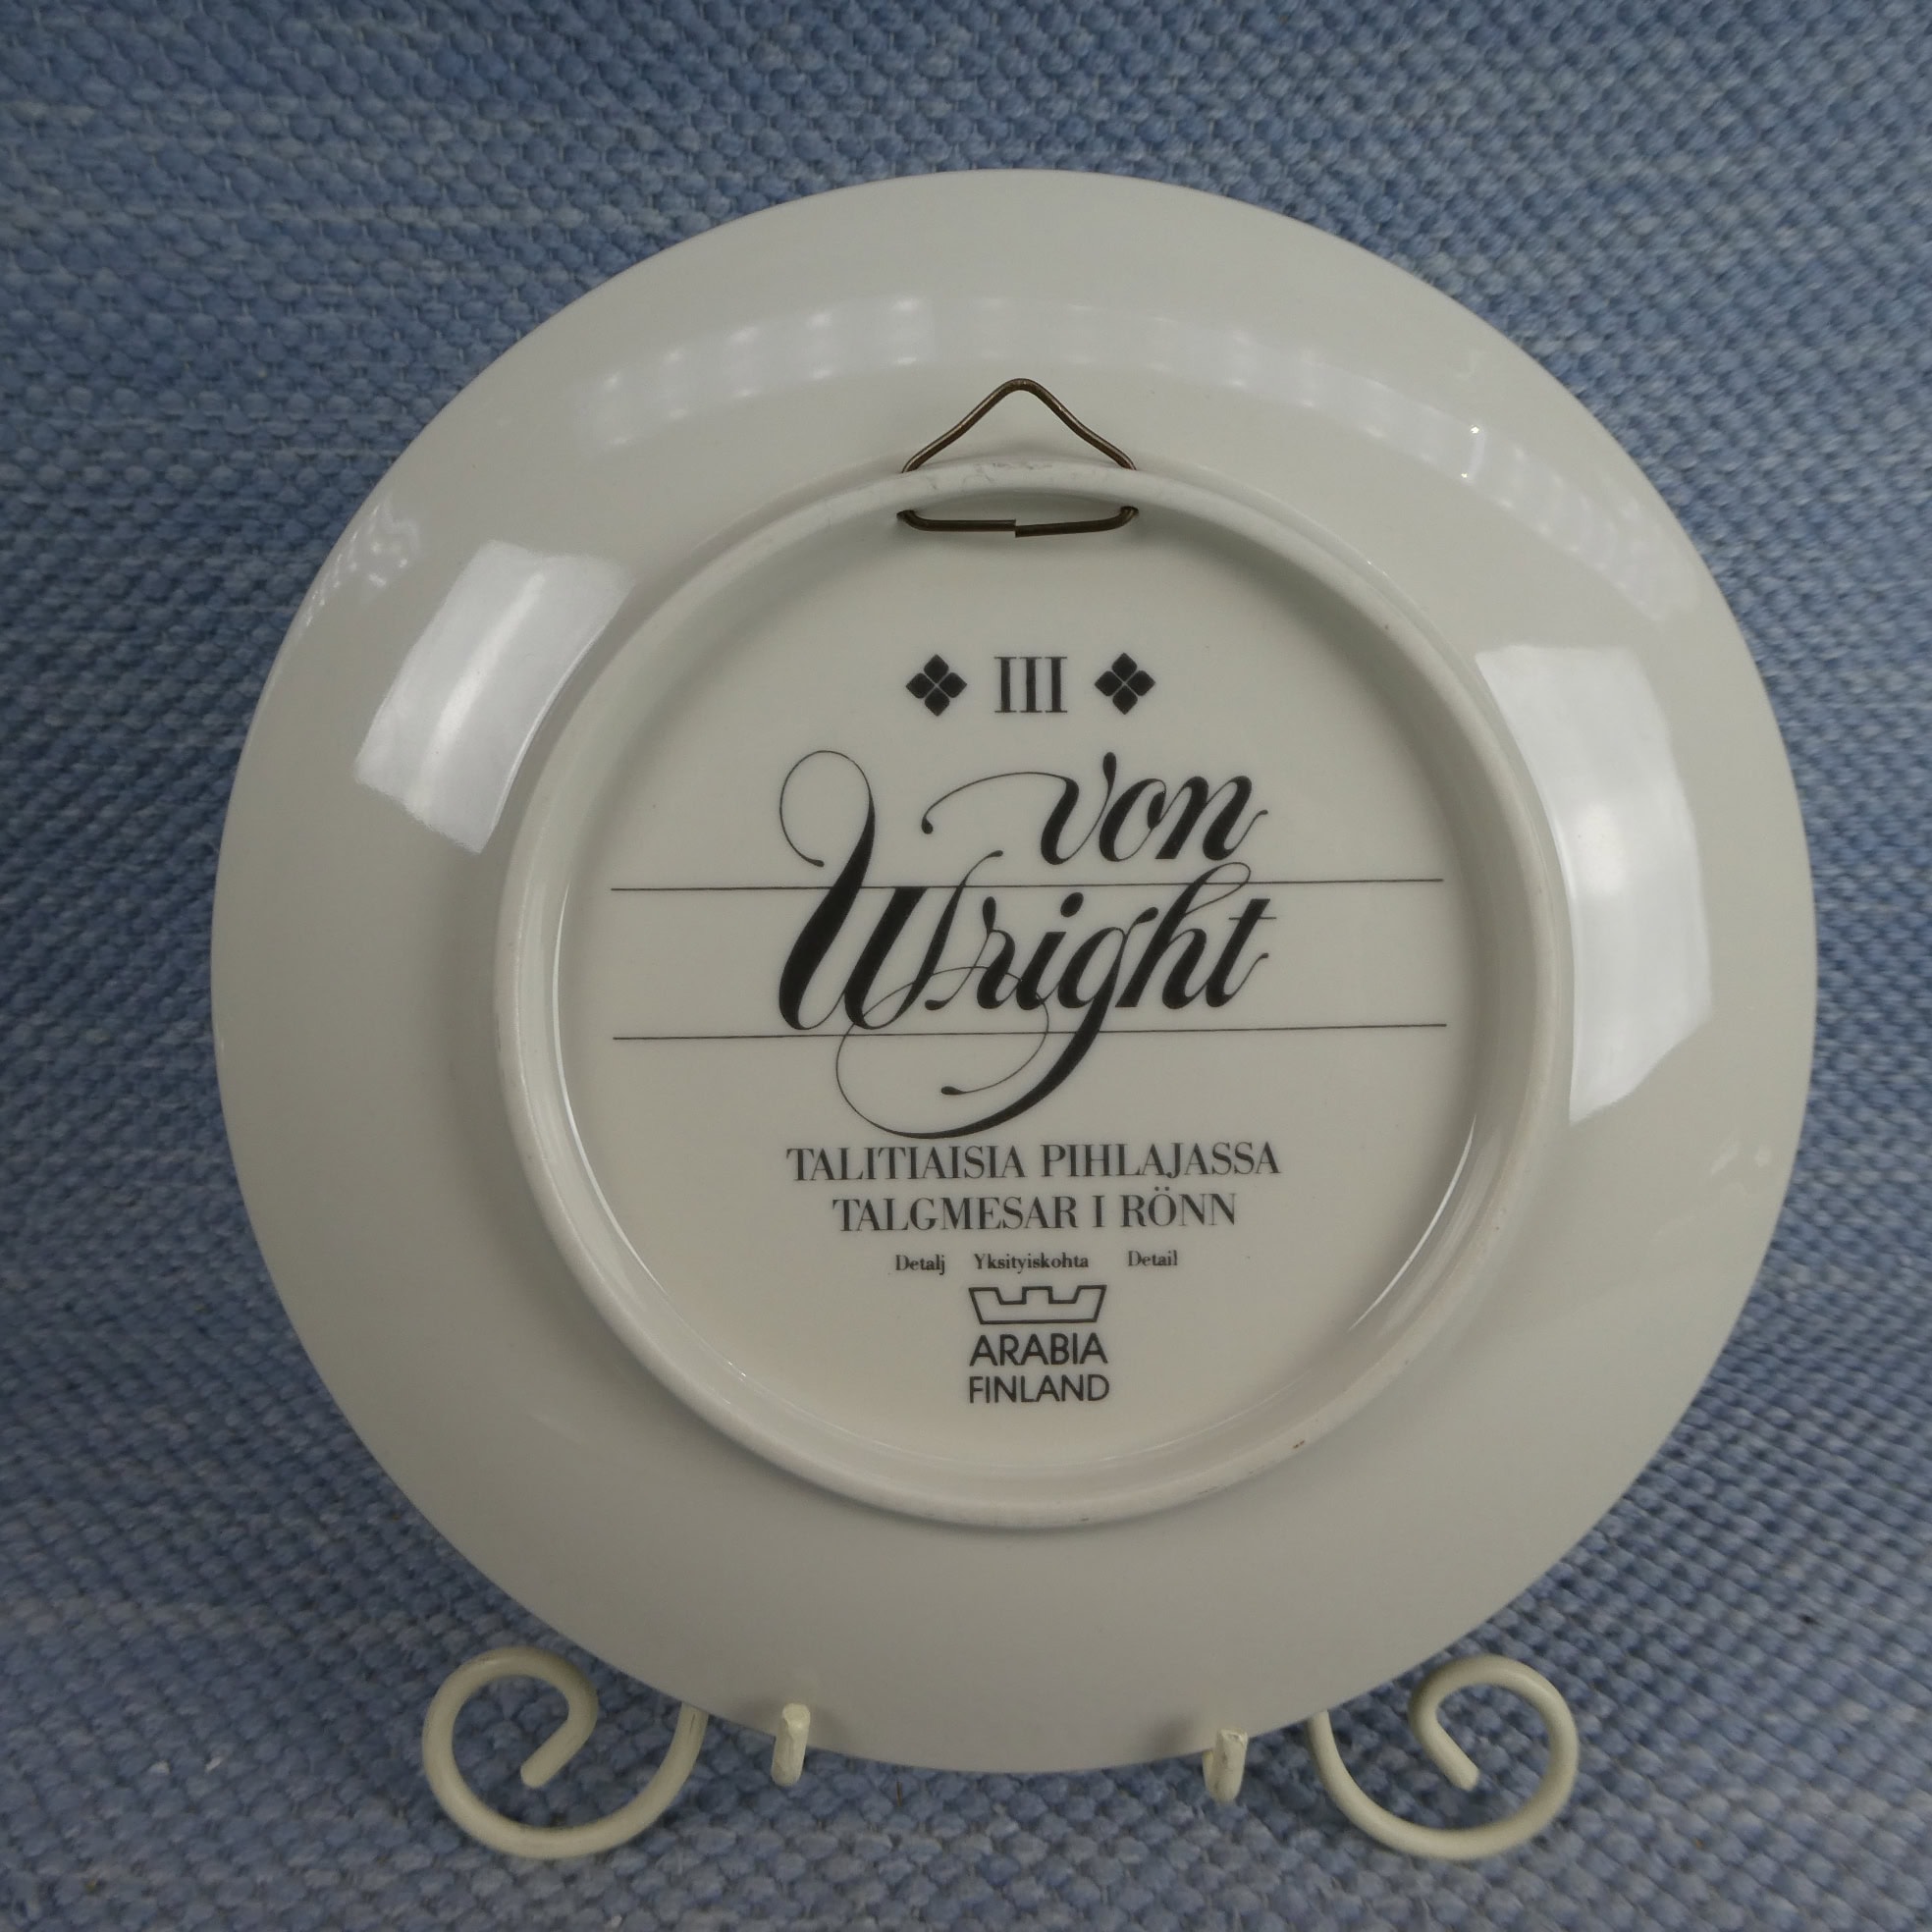 III
von
Wright
TALITIAISIA PIHLAJASSA
TALGMESAR I RÖNN
Detalj Yksityiskohta Detail
ARABIA
FINLAND